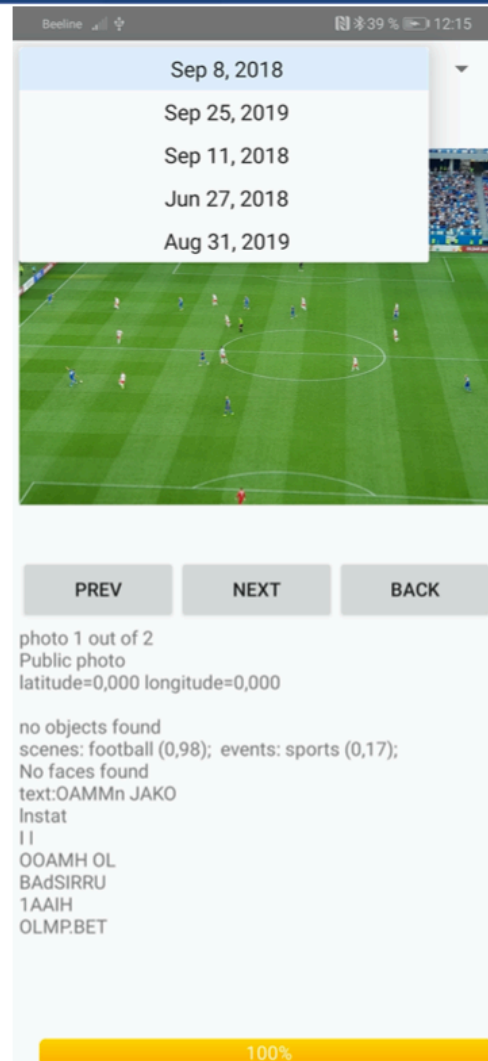 Beeline 39 % 12:15
Sep 8, 2018
Sep 25, 2019
Sep 11, 2018
Jun 27, 2018
Aug 31, 2019
PREV NEXT BACK
photo 1 out of 2
Public photo
latitude=0,000 longitude=0,000
no objects found
scenes: football (0,98); events: sports (0,17);
No faces found
text:OAMMn JAKO
Instat
I I
OOAMH OL
BAdSIRRU
1AAIH
OLMP.BET
100%